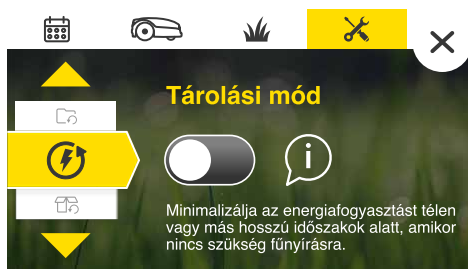 Tárolási mód
i
Minimalizálja az energiafogyasztást télen
vagy más hosszú időszakok alatt, amikor
nincs szükség fűnyírásra.